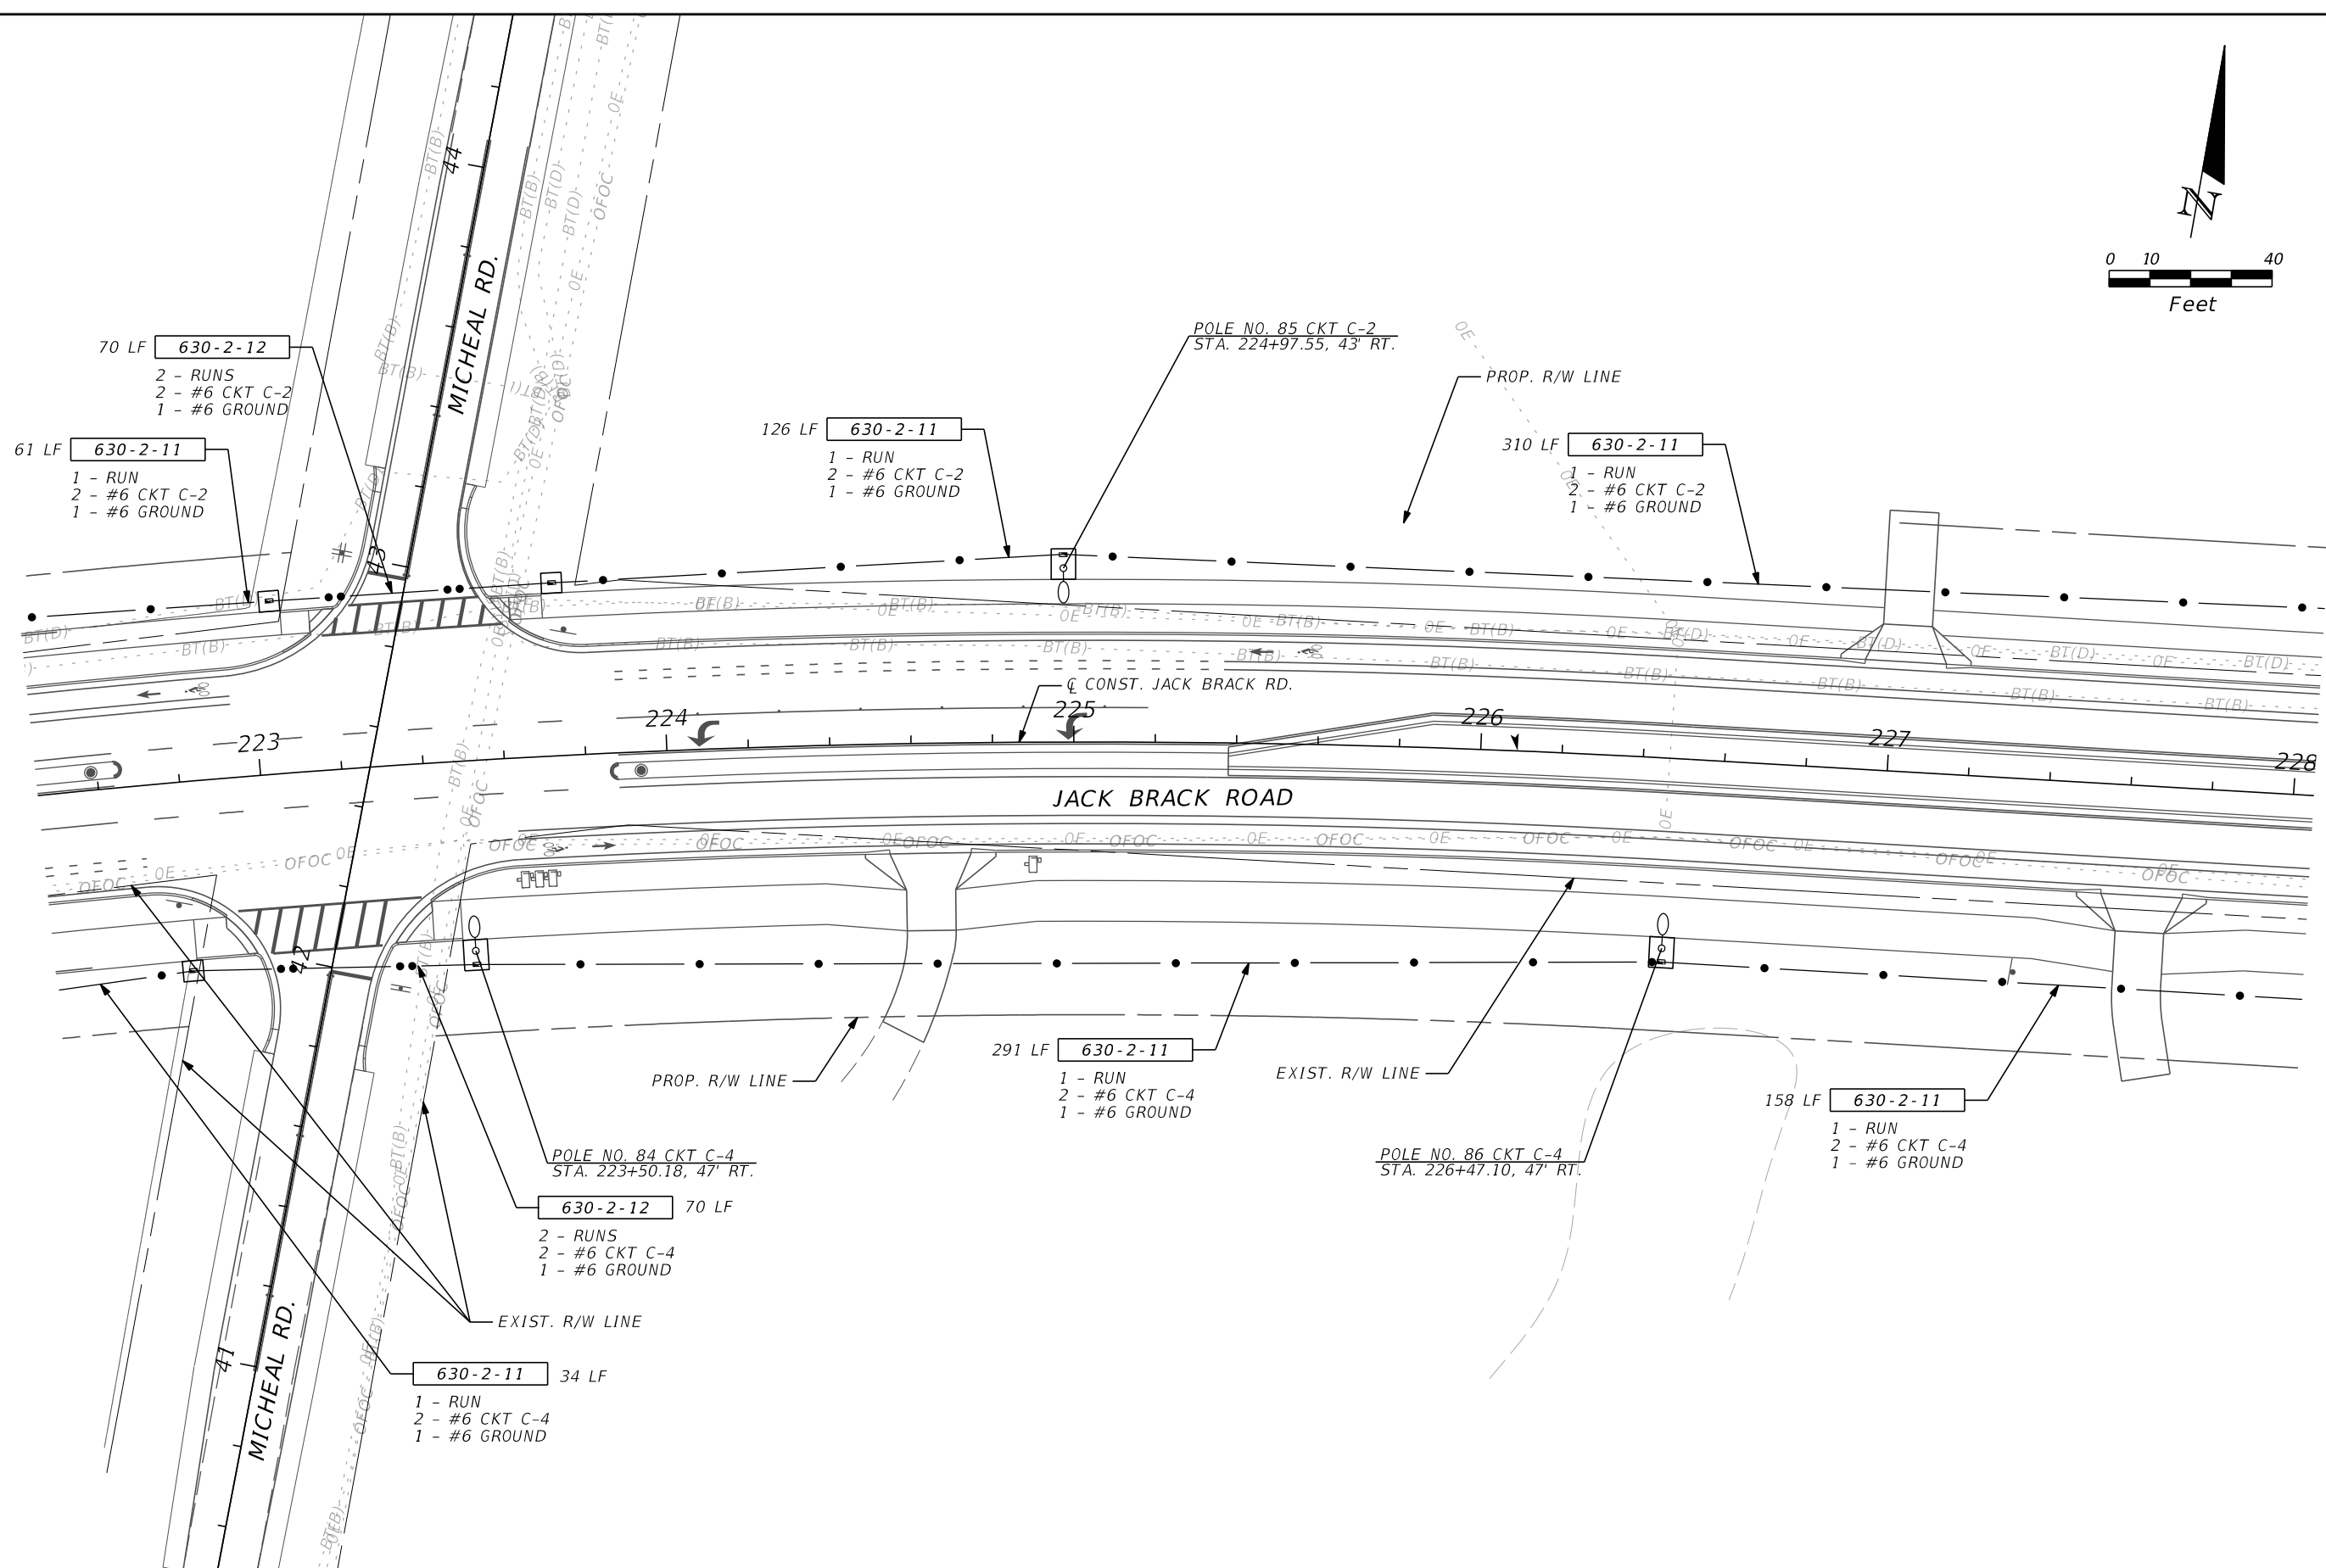 N
0 10 40
Feet
44
MICHEAL RD.
70 LF 630-2-12
2 - RUNS
2 - #6 CKT C-2
1 - #6 GROUND
61 LF 630-2-11
1 - RUN
2 - #6 CKT C-2
1 - #6 GROUND
POLE NO. 85 CKT C-2
STA. 224+97.55, 43' RT.
PROP. R/W LINE
126 LF 630-2-11
1 - RUN
2 - #6 CKT C-2
1 - #6 GROUND
310 LF 630-2-11
1 - RUN
2 - #6 CKT C-2
1 - #6 GROUND
43
℄ CONST. JACK BRACK RD.
223
224
225
226
227
228
JACK BRACK ROAD
42
PROP. R/W LINE
291 LF 630-2-11
1 - RUN
2 - #6 CKT C-4
1 - #6 GROUND
EXIST. R/W LINE
158 LF 630-2-11
1 - RUN
2 - #6 CKT C-4
1 - #6 GROUND
POLE NO. 84 CKT C-4
STA. 223+50.18, 47' RT.
POLE NO. 86 CKT C-4
STA. 226+47.10, 47' RT.
630-2-12 70 LF
2 - RUNS
2 - #6 CKT C-4
1 - #6 GROUND
EXIST. R/W LINE
41
MICHEAL RD.
630-2-11 34 LF
1 - RUN
2 - #6 CKT C-4
1 - #6 GROUND
BT(B)
BT(D)
OE
OFOC